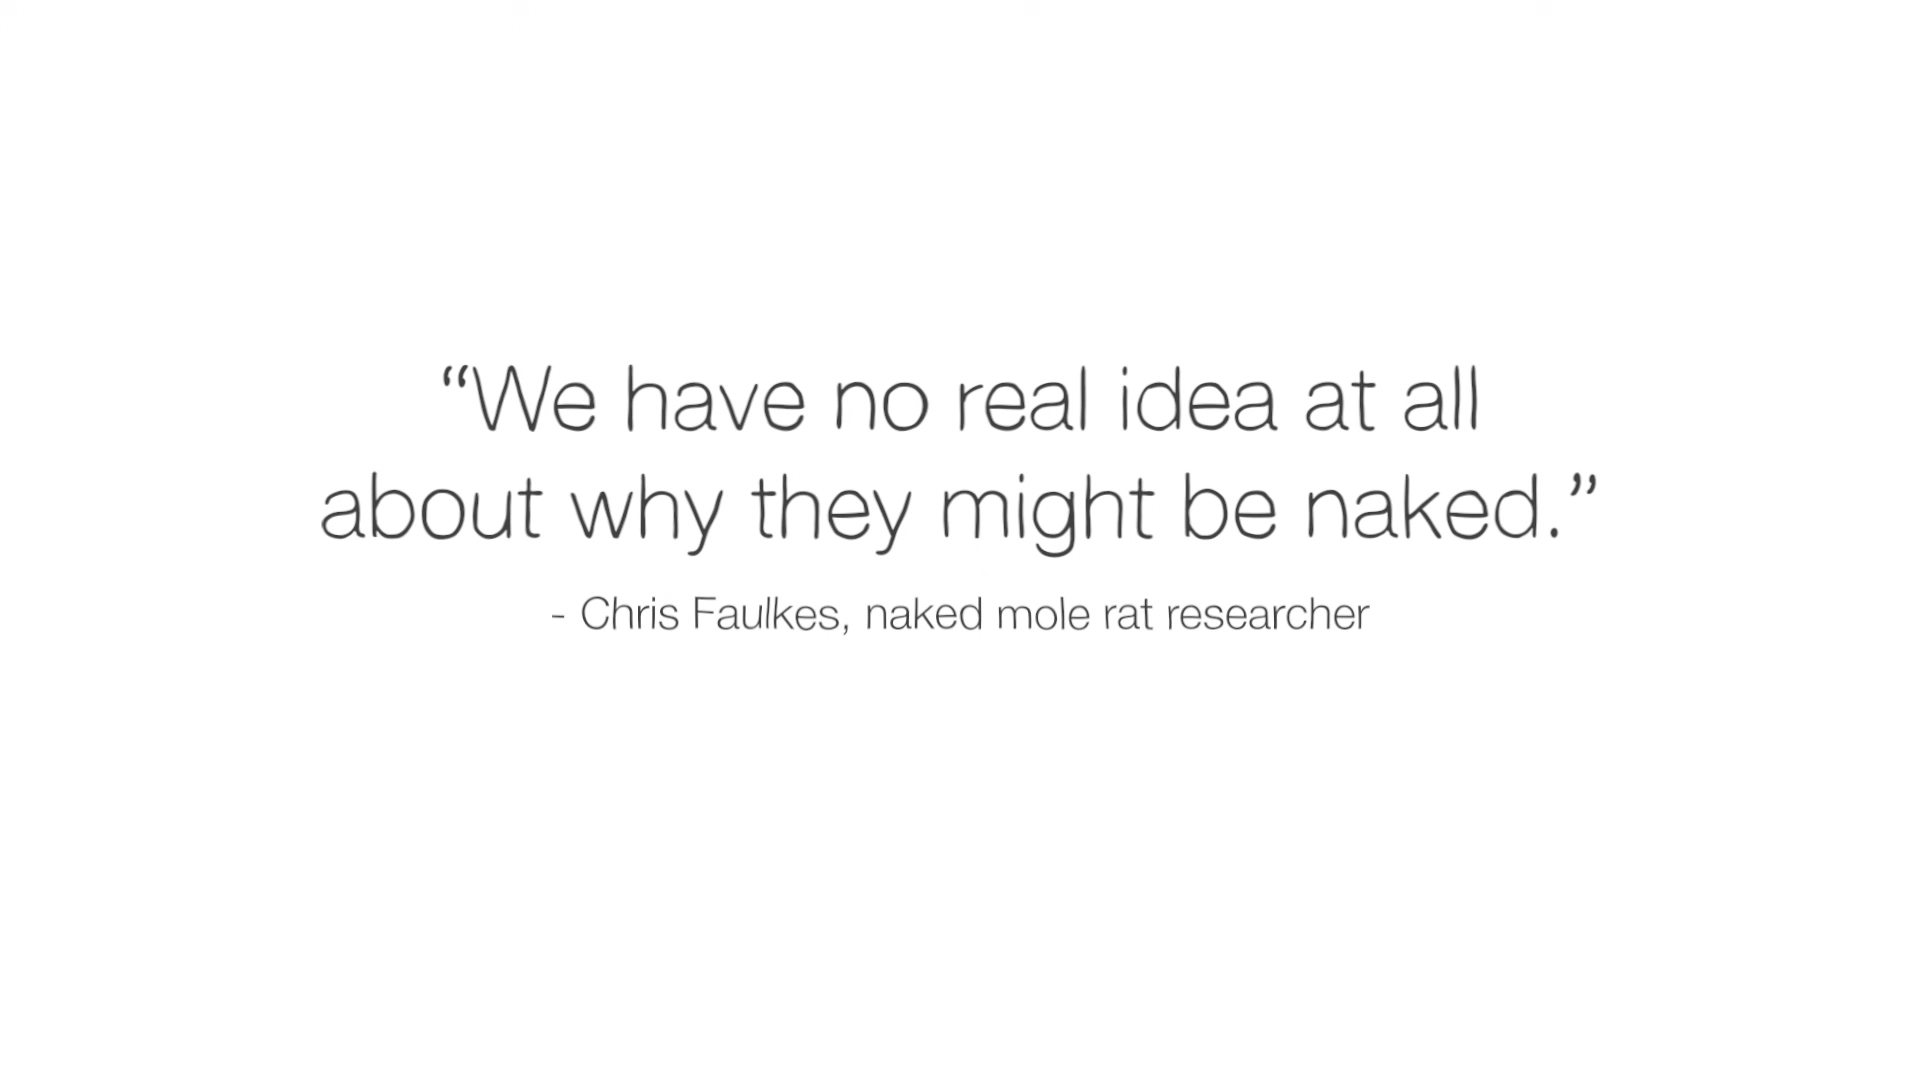 “We have no real idea at all
about why they might be naked.”
- Chris Faulkes, naked mole rat researcher